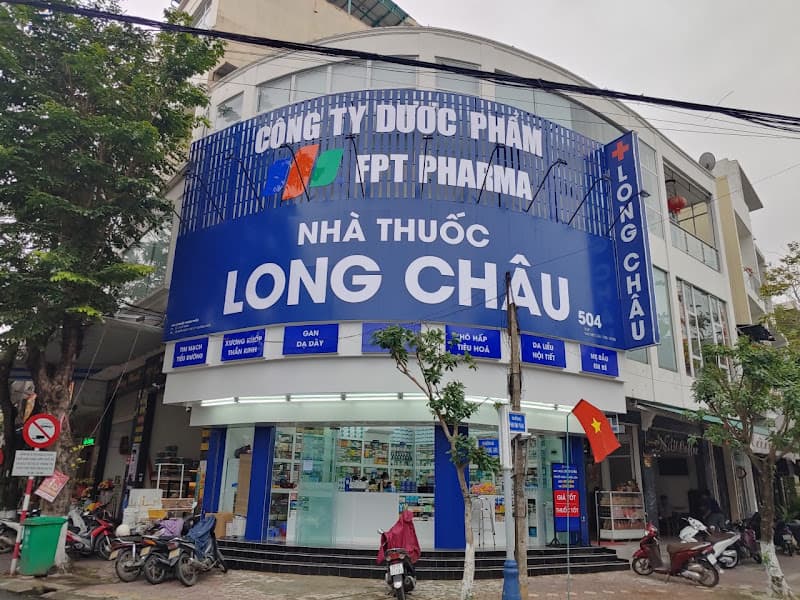 CÔNG TY DƯỢC PHẨM
FPT PHARMA
NHÀ THUỐC
LONG CHÂU
504
LONG CHÂU
TIM MẠCH
TIỂU ĐƯỜNG
XƯƠNG KHỚP
THẦN KINH
GAN
DẠ DÀY
HÔ HẤP
TIÊU HOÁ
DA LIỄU
NỘI TIẾT
MẸ BẦU
EM BÉ
GIÁ TỐT
THUỐC TỐT